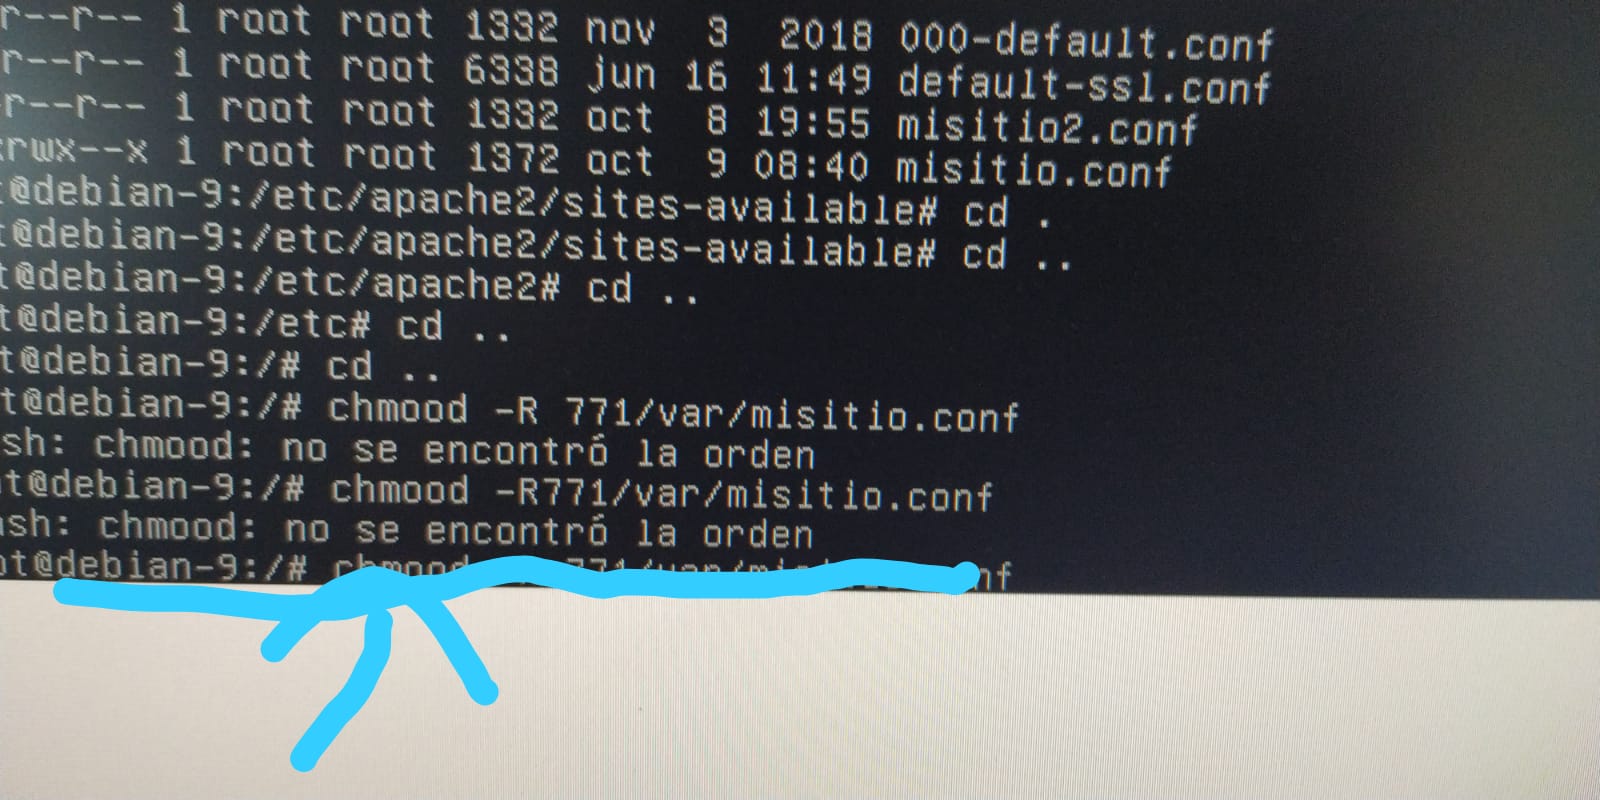 r--r-- 1 root root 1332 nov 3 2018 000-default.conf
r--r-- 1 root root 6338 jun 16 11:49 default-ssl.conf
r--r-- 1 root root 1332 oct 8 19:55 misitio2.conf
rwx--x 1 root root 1372 oct 9 08:40 misitio.conf
t@debian-9:/etc/apache2/sites-available# cd .
t@debian-9:/etc/apache2/sites-available# cd ..
t@debian-9:/etc/apache2# cd ..
t@debian-9:/etc# cd ..
t@debian-9:/# cd ..
t@debian-9:/# chmood -R 771/var/misitio.conf
sh: chmood: no se encontró la orden
ot@debian-9:/# chmood -R771/var/misitio.conf
ash: chmood: no se encontró la orden
ot@debian-9:/# chmood